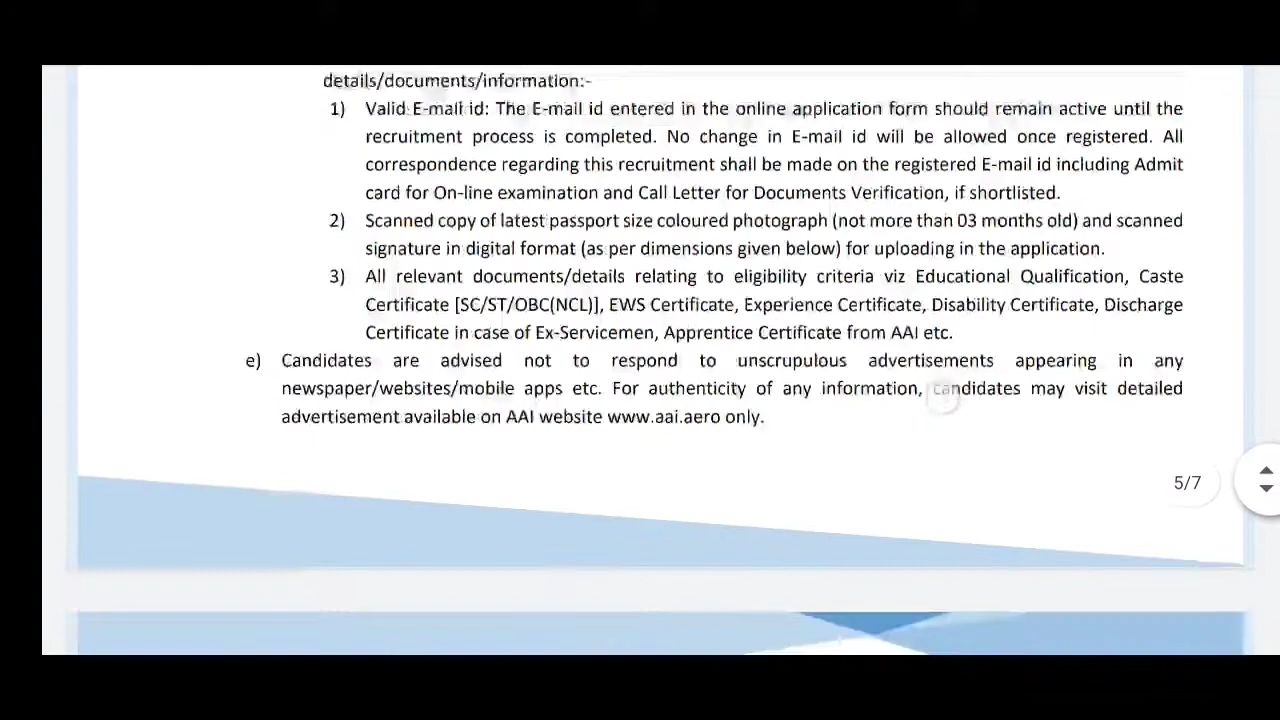 details/documents/information:-
1) Valid E-mail id: The E-mail id entered in the online application form should remain active until the
recruitment process is completed. No change in E-mail id will be allowed once registered. All
correspondence regarding this recruitment shall be made on the registered E-mail id including Admit
card for On-line examination and Call Letter for Documents Verification, if shortlisted.
2) Scanned copy of latest passport size coloured photograph (not more than 03 months old) and scanned
signature in digital format (as per dimensions given below) for uploading in the application.
3) All relevant documents/details relating to eligibility criteria viz Educational Qualification, Caste
Certificate [SC/ST/OBC(NCL)], EWS Certificate, Experience Certificate, Disability Certificate, Discharge
Certificate in case of Ex-Servicemen, Apprentice Certificate from AAI etc.
e) Candidates are advised not to respond to unscrupulous advertisements appearing in any
newspaper/websites/mobile apps etc. For authenticity of any information, candidates may visit detailed
advertisement available on AAI website www.aai.aero only.
5/7